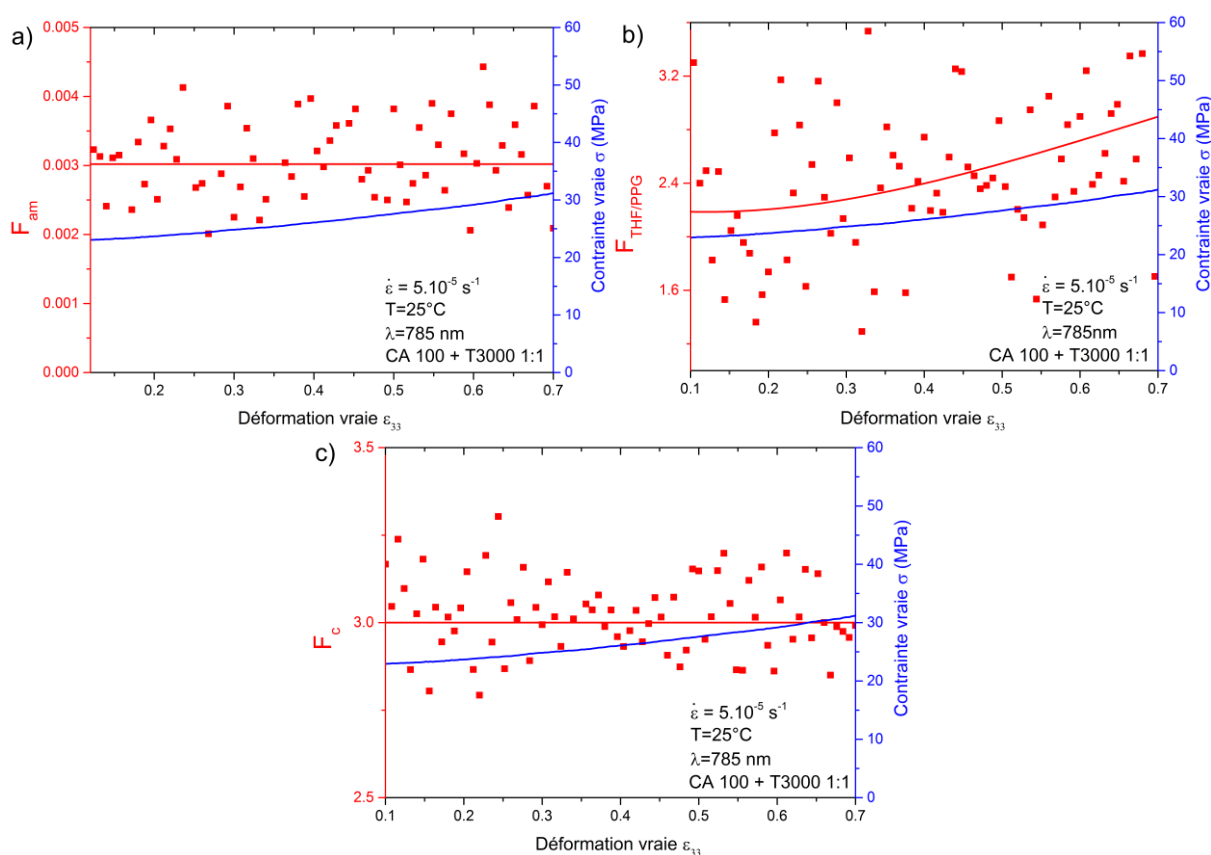 a)
0.005
0.004
0.003
0.002
0.001
0.000
F_am
0.2 0.3 0.4 0.5 0.6 0.7
Déformation vraie ε₃₃
60
50
40
30
20
10
0
Contrainte vraie σ (MPa)
ε̇ = 5.10⁻⁵ s⁻¹
T=25°C
λ=785 nm
CA 100 + T3000 1:1
b)
3.2
2.4
1.6
F_THF/PPG
0.1 0.2 0.3 0.4 0.5 0.6 0.7
Déformation vraie ε₃₃
60
50
40
30
20
10
0
Contrainte vraie σ (MPa)
ε̇ = 5.10⁻⁵ s⁻¹
T=25°C
λ=785nm
CA 100 + T3000 1:1
c)
3.5
3.0
2.5
F_c
0.1 0.2 0.3 0.4 0.5 0.6 0.7
Déformation vraie ε₃₃
60
50
40
30
20
10
0
Contrainte vraie σ (MPa)
ε̇ = 5.10⁻⁵ s⁻¹
T=25°C
λ=785 nm
CA 100 + T3000 1:1